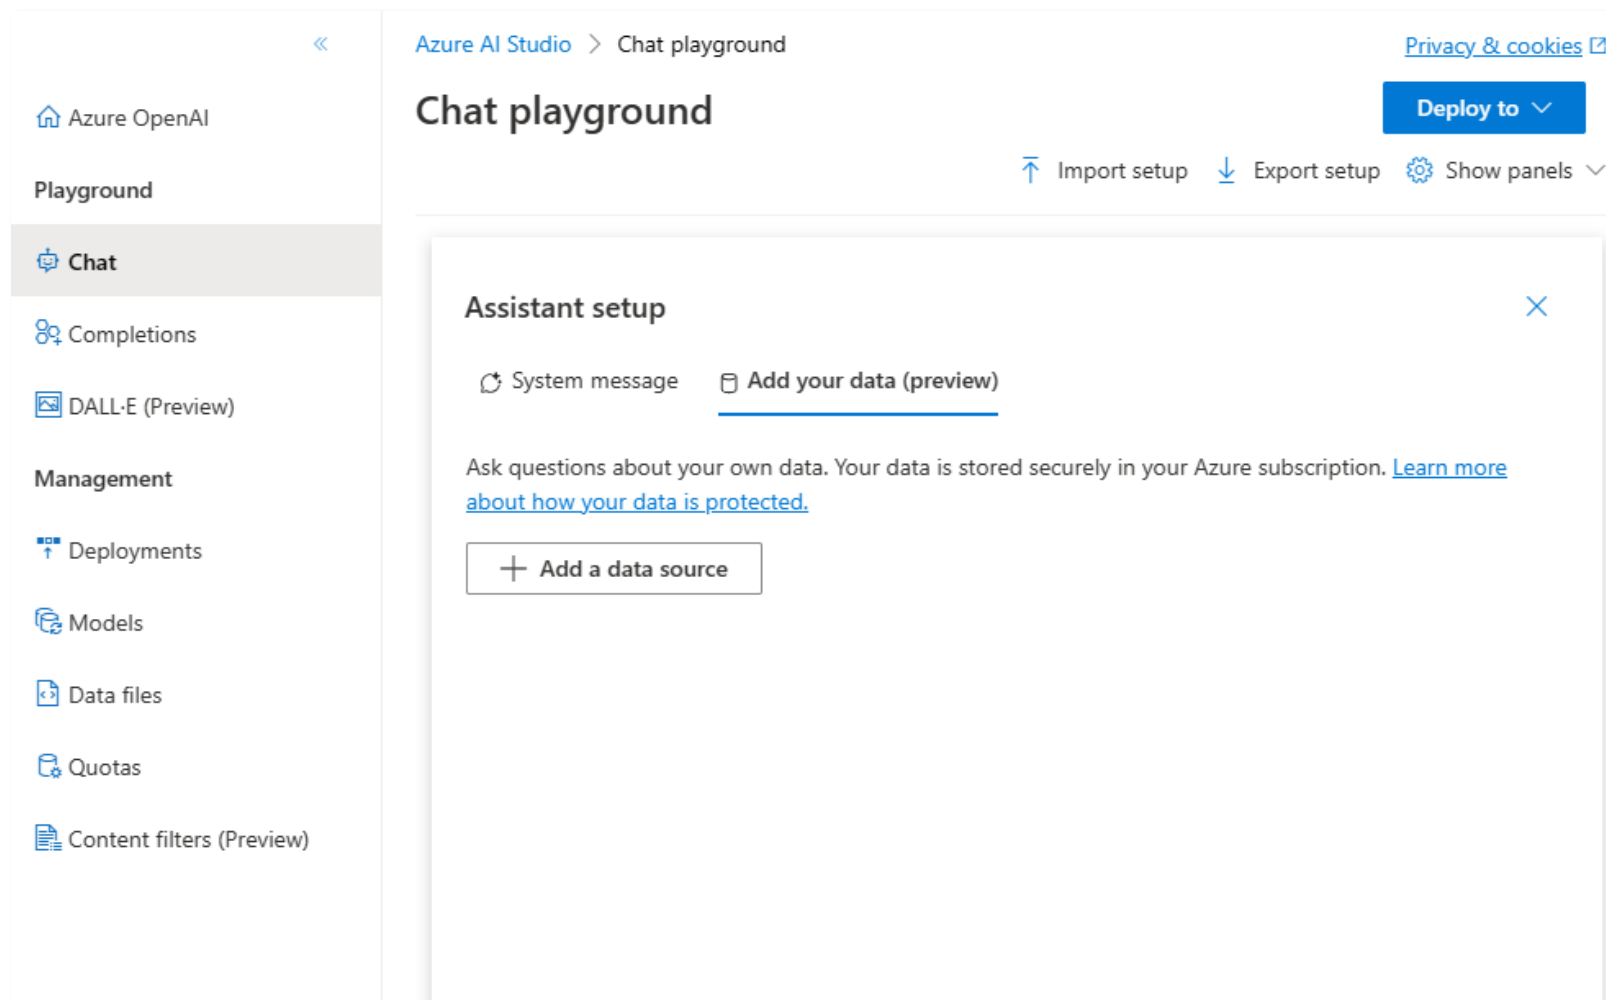 Azure OpenAI
Playground
Chat
Completions
DALL·E (Preview)
Management
Deployments
Models
Data files
Quotas
Content filters (Preview)
Azure AI Studio > Chat playground
Privacy & cookies
Chat playground
Deploy to
Import setup
Export setup
Show panels
Assistant setup
System message
Add your data (preview)
Ask questions about your own data. Your data is stored securely in your Azure subscription. Learn more
about how your data is protected.
Add a data source